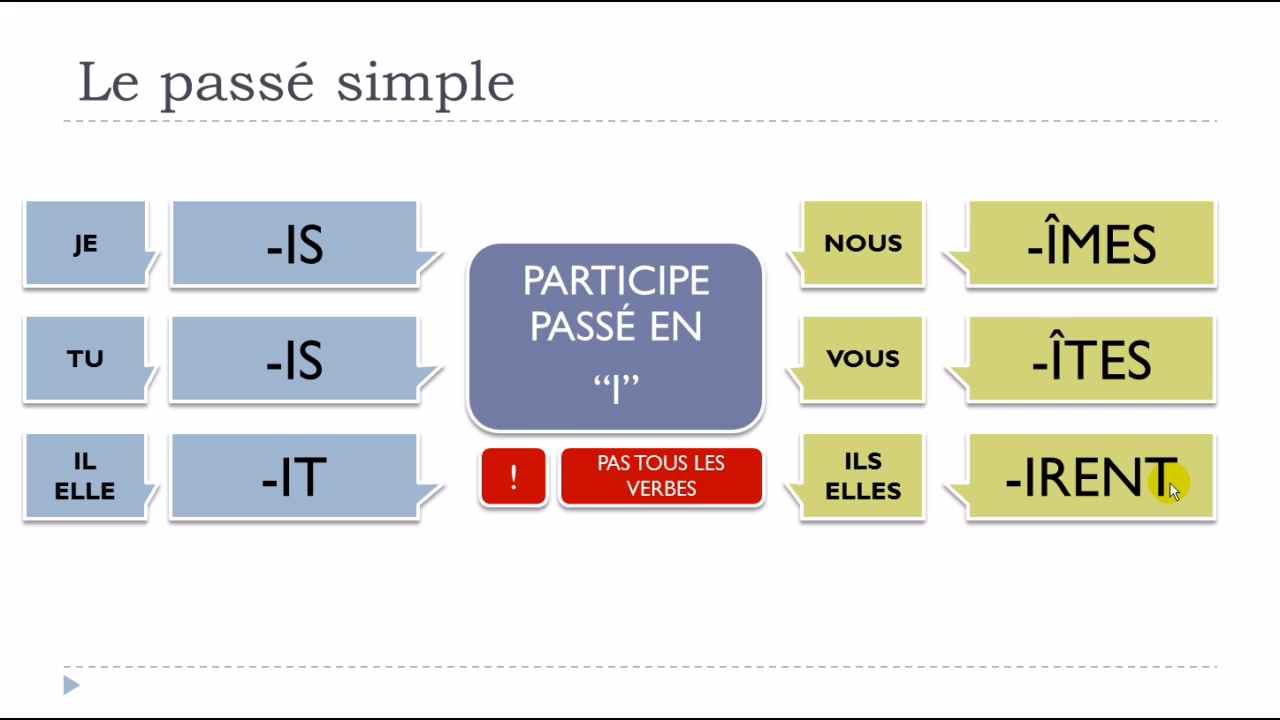 Le passé simple
JE
-IS
TU
-IS
IL
ELLE
-IT
PARTICIPE
PASSÉ EN
“I”
!
PAS TOUS LES
VERBES
NOUS
-ÎMES
VOUS
-ÎTES
ILS
ELLES
-IRENT